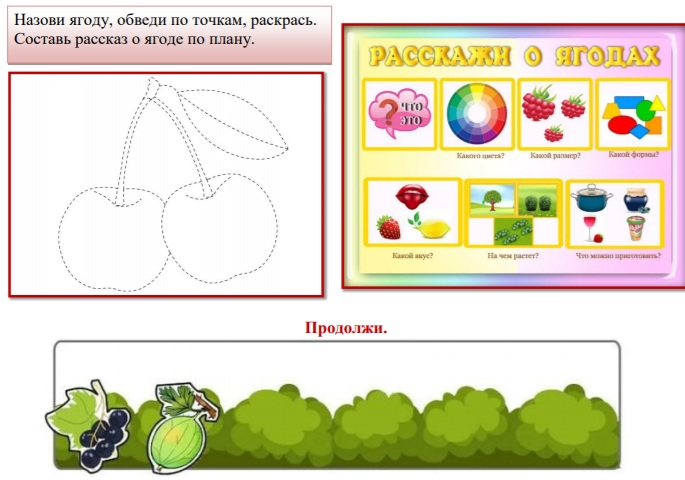 Назови ягоду, обведи по точкам, раскрась.
Составь рассказ о ягоде по плану.
РАССКАЖИ О ЯГОДАХ
ЧТО
ЭТО
Какого цвета?
Какой размер?
Какой формы?
Какой вкус?
На чем растет?
Что можно приготовить?
Продолжи.